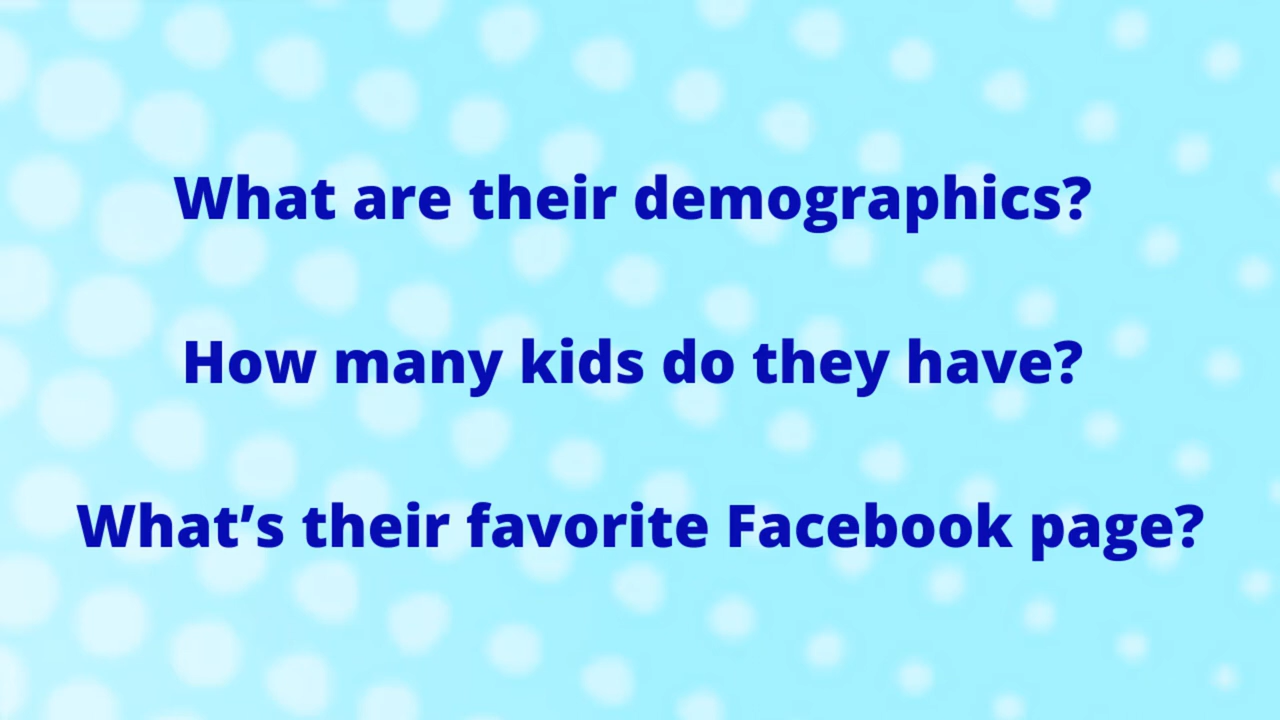 What are their demographics?
How many kids do they have?
What’s their favorite Facebook page?